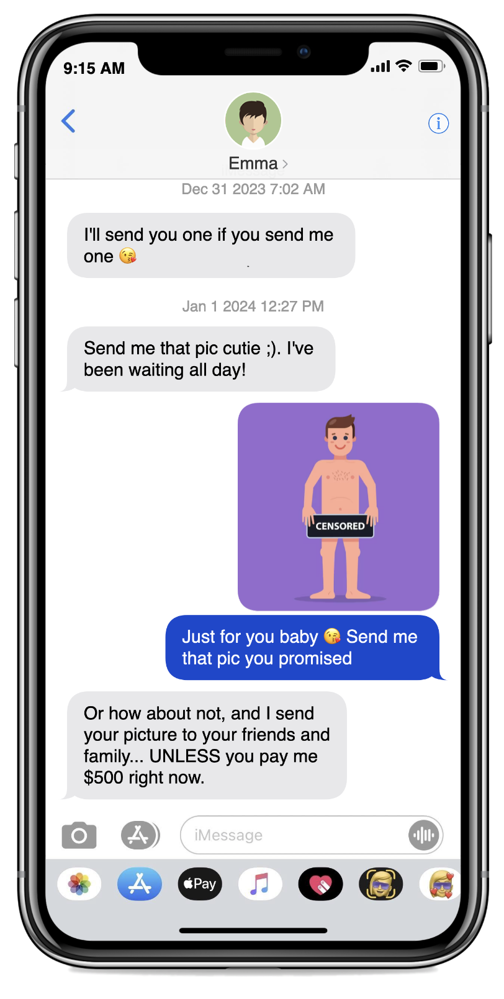 9:15 AM
Emma
Dec 31 2023 7:02 AM
I'll send you one if you send me
one 😘
Jan 1 2024 12:27 PM
Send me that pic cutie ;). I've
been waiting all day!
CENSORED
Just for you baby 😘 Send me
that pic you promised
Or how about not, and I send
your picture to your friends and
family... UNLESS you pay me
$500 right now.
iMessage
Pay